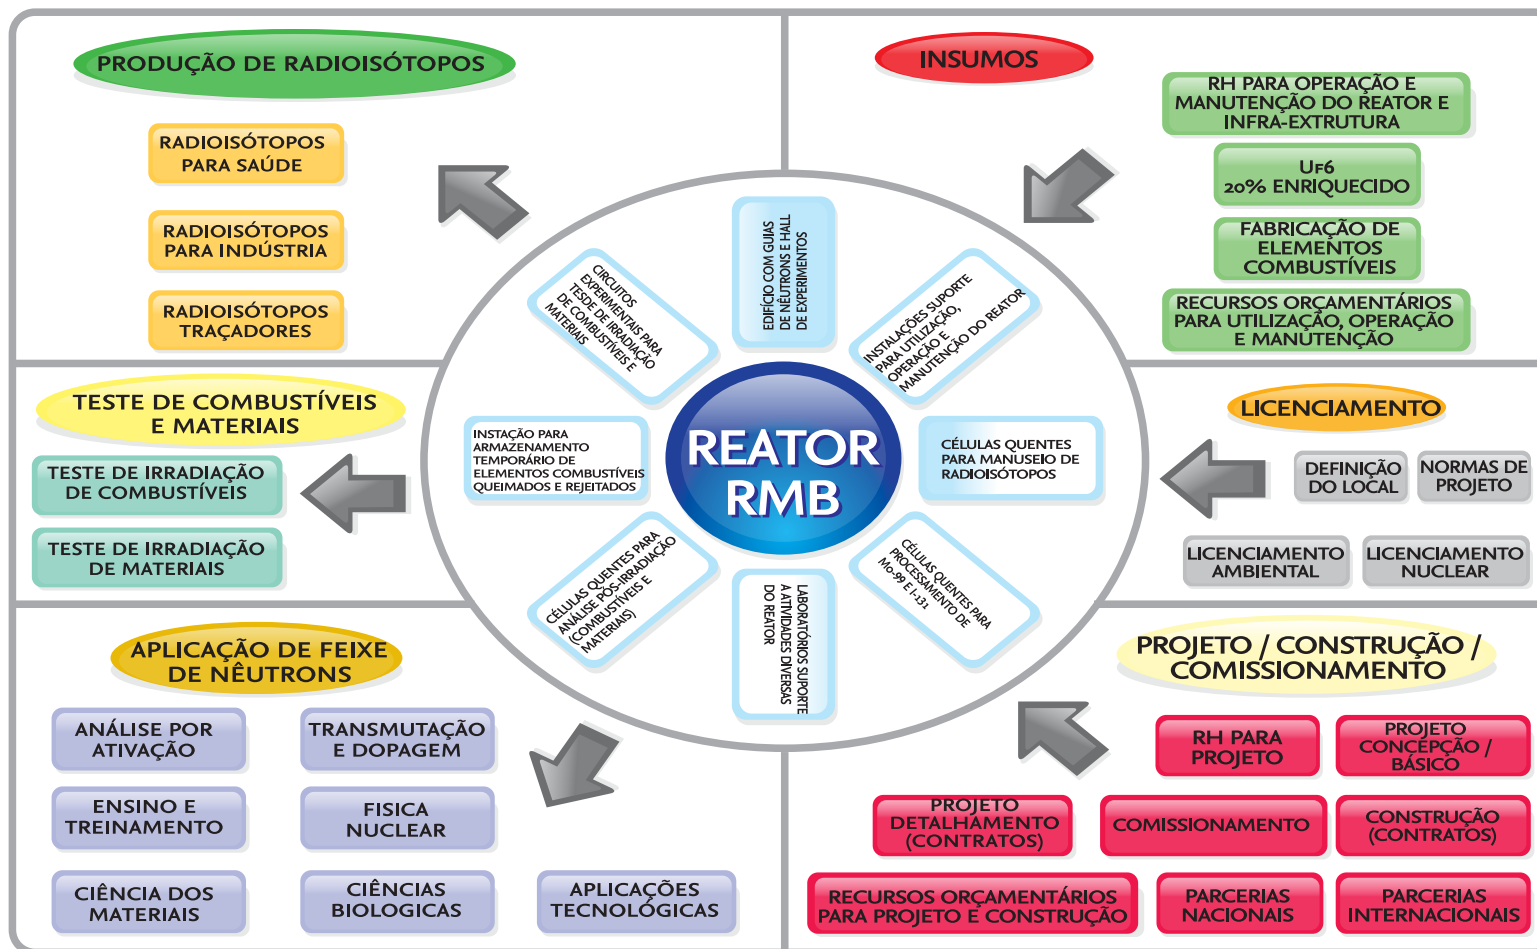 PRODUÇÃO DE RADIOISÓTOPOS
RADIOISÓTOPOS
PARA SAÚDE
RADIOISÓTOPOS
PARA INDÚSTRIA
RADIOISÓTOPOS
TRAÇADORES
INSUMOS
RH PARA OPERAÇÃO E
MANUTENÇÃO DO REATOR E
INFRA-EXTRUTURA
UF6
20% ENRIQUECIDO
FABRICAÇÃO DE
ELEMENTOS
COMBUSTÍVEIS
RECURSOS ORÇAMENTÁRIOS
PARA UTILIZAÇÃO, OPERAÇÃO
E MANUTENÇÃO
TESTE DE COMBUSTÍVEIS
E MATERIAIS
TESTE DE IRRADIAÇÃO
DE COMBUSTÍVEIS
TESTE DE IRRADIAÇÃO
DE MATERIAIS
CIRCUITOS
EXPERIMENTAIS PARA
TESDE DE IRRADIAÇÃO
DE COMBUSTÍVEIS E
MATERIAIS
EDIFÍCIO COM GUIAS
DE NÊUTRONS E HALL
DE EXPERIMENTOS
INSTALAÇÕES SUPORTE
PARA UTILIZAÇÃO,
OPERAÇÃO E
MANUTENÇÃO DO REATOR
INSTAÇÃO PARA
ARMAZENAMENTO
TEMPORÁRIO DE
ELEMENTOS COMBUSTÍVEIS
QUEIMADOS E REJEITADOS
REATOR
RMB
CÉLULAS QUENTES
PARA MANUSEIO DE
RADIOISÓTOPOS
CÉLULAS QUENTES PARA
ANÁLISE PÓS-IRRADIAÇÃO
(COMBUSTÍVEIS E
MATERIAIS)
LABORATÓRIOS SUPORTE
A ATIVIDADES DIVERSAS
DO REATOR
CÉLULAS QUENTES PARA
PROCESSAMENTO DE
Mo-99 E I-131
LICENCIAMENTO
DEFINIÇÃO
DO LOCAL
NORMAS DE
PROJETO
LICENCIAMENTO
AMBIENTAL
LICENCIAMENTO
NUCLEAR
APLICAÇÃO DE FEIXE
DE NÊUTRONS
ANÁLISE POR
ATIVAÇÃO
TRANSMUTAÇÃO
E DOPAGEM
ENSINO E
TREINAMENTO
FISICA
NUCLEAR
CIÊNCIA DOS
MATERIAIS
CIÊNCIAS
BIOLOGICAS
APLICAÇÕES
TECNOLÓGICAS
PROJETO / CONSTRUÇÃO /
COMISSIONAMENTO
RH PARA
PROJETO
PROJETO
CONCEPÇÃO /
BÁSICO
PROJETO
DETALHAMENTO
(CONTRATOS)
COMISSIONAMENTO
CONSTRUÇÃO
(CONTRATOS)
RECURSOS ORÇAMENTÁRIOS
PARA PROJETO E CONSTRUÇÃO
PARCERIAS
NACIONAIS
PARCERIAS
INTERNACIONAIS